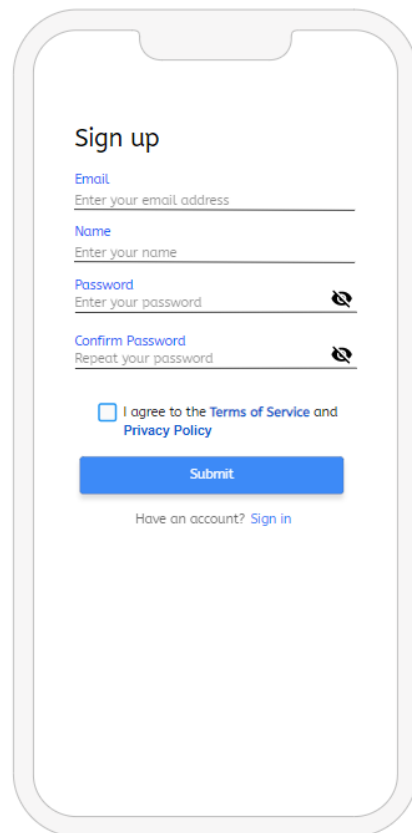 Sign up
Email
Enter your email address
Name
Enter your name
Password
Enter your password
Confirm Password
Repeat your password
I agree to the Terms of Service and
Privacy Policy
Submit
Have an account? Sign in